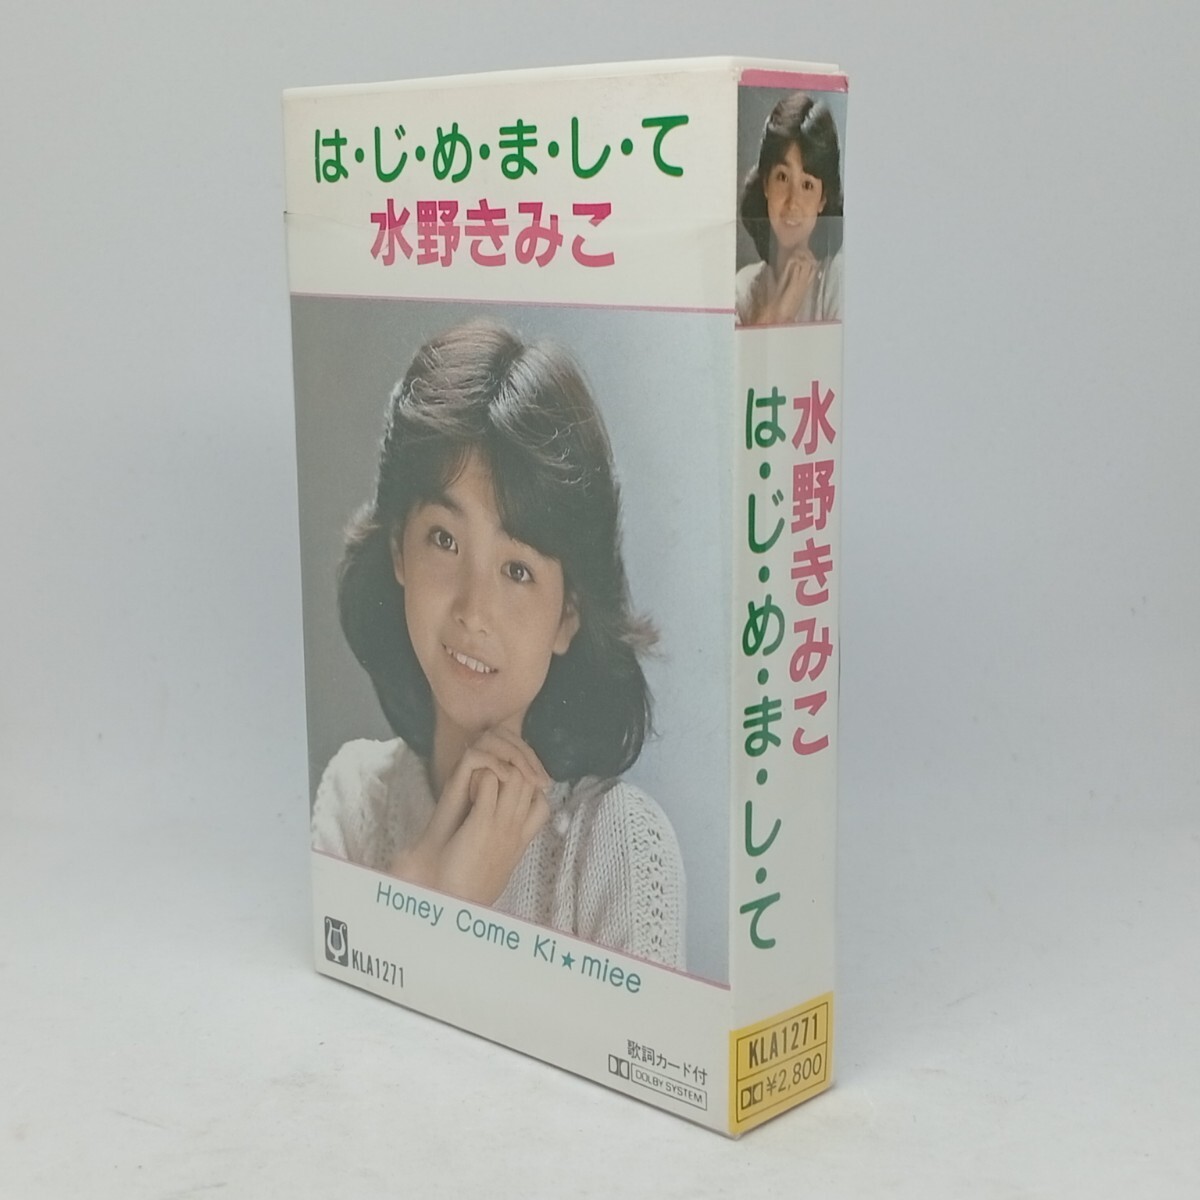 は・じ・め・ま・し・て
水野きみこ
Honey Come Ki★miee
KLA1271
歌詞カード付
DOLBY SYSTEM
水野きみこ
は・じ・め・ま・し・て
KLA1271
¥2,800